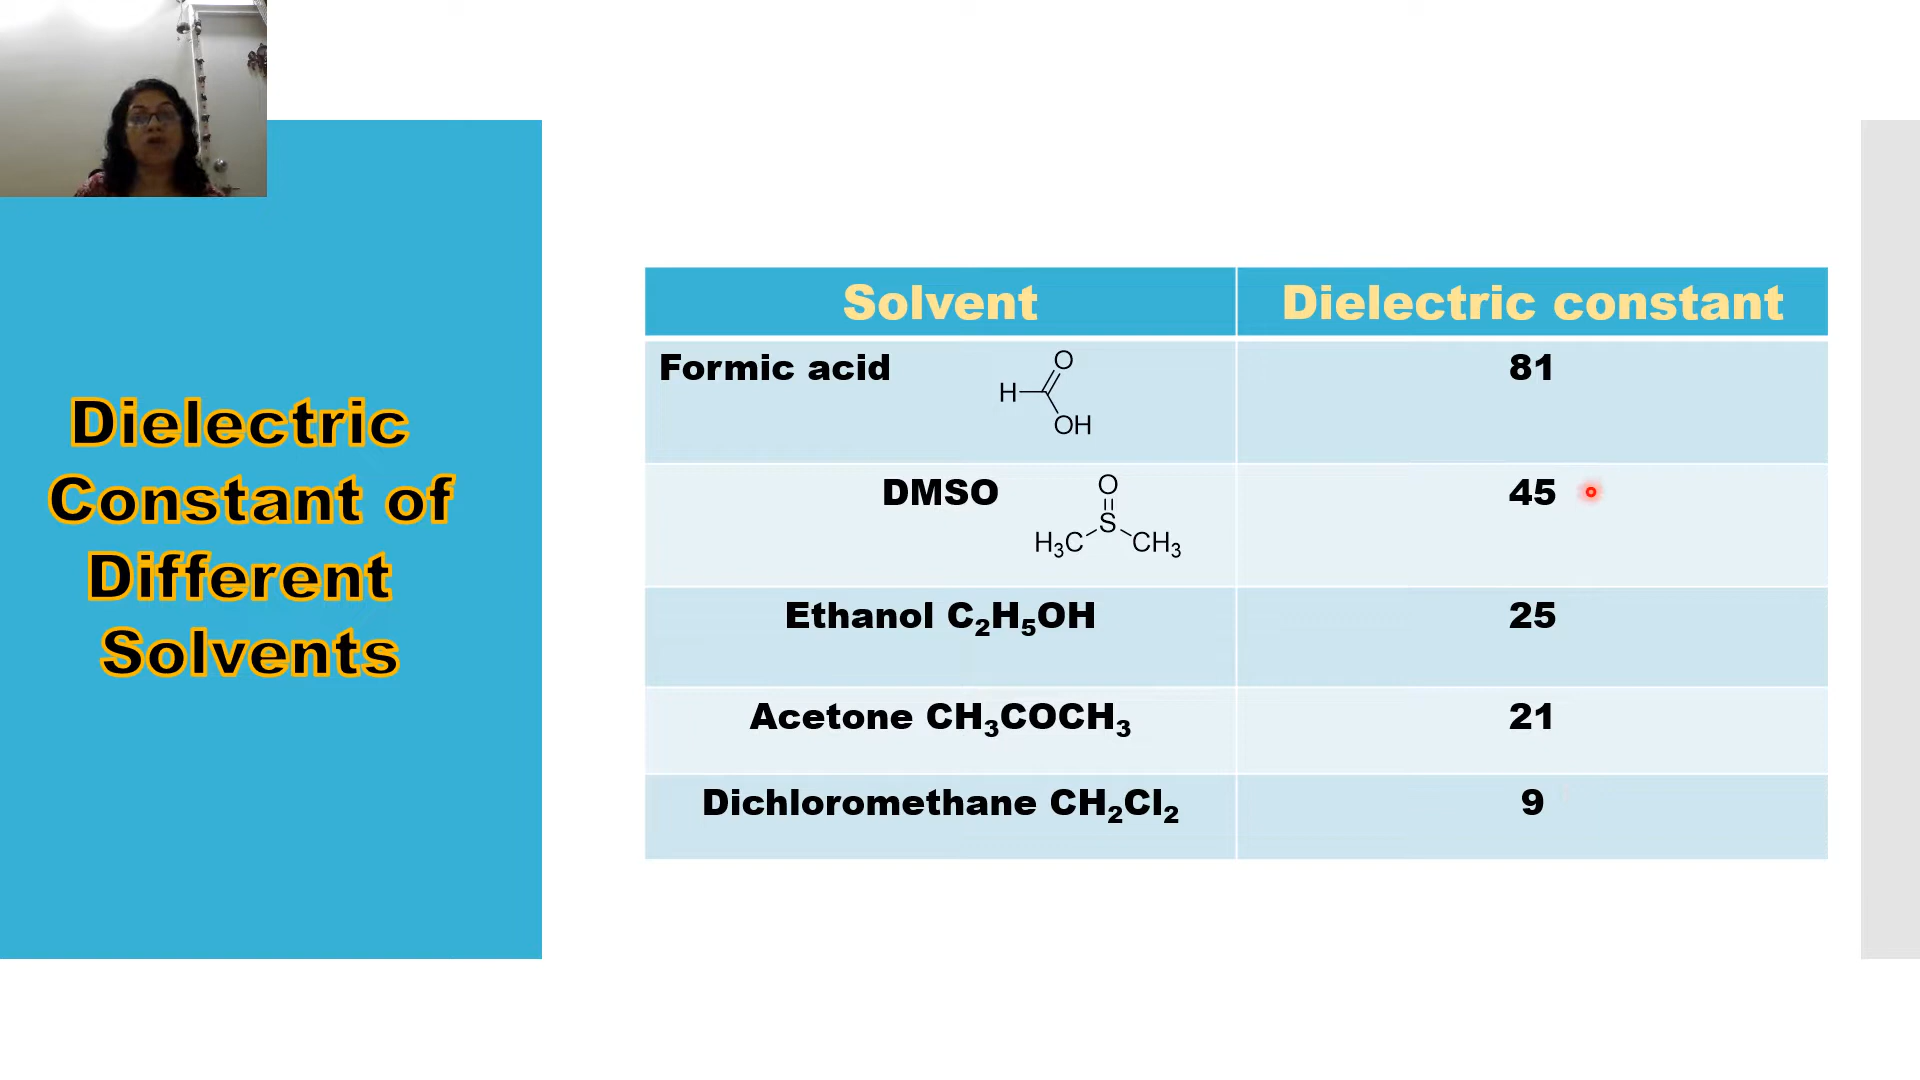 Dielectric
Constant of
Different
Solvents
Solvent Dielectric constant
Formic acid 81
O
H
OH
DMSO 45
O
S
H₃C CH₃
Ethanol C₂H₅OH 25
Acetone CH₃COCH₃ 21
Dichloromethane CH₂Cl₂ 9